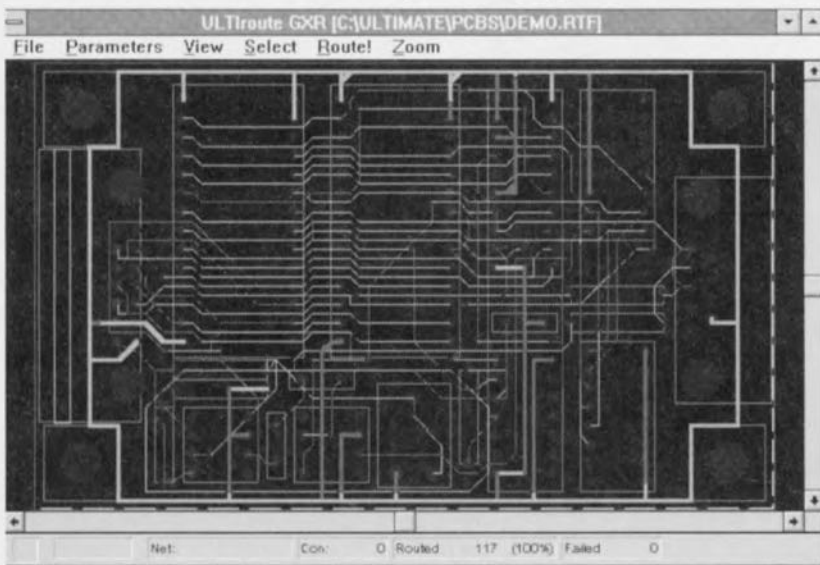 ULTIroute GXR [C:\ULTIMATE\PCBS\DEMO.RTF]
File Parameters View Select Route! Zoom
Net: Con: 0 Routed 117 (100%) Failed 0